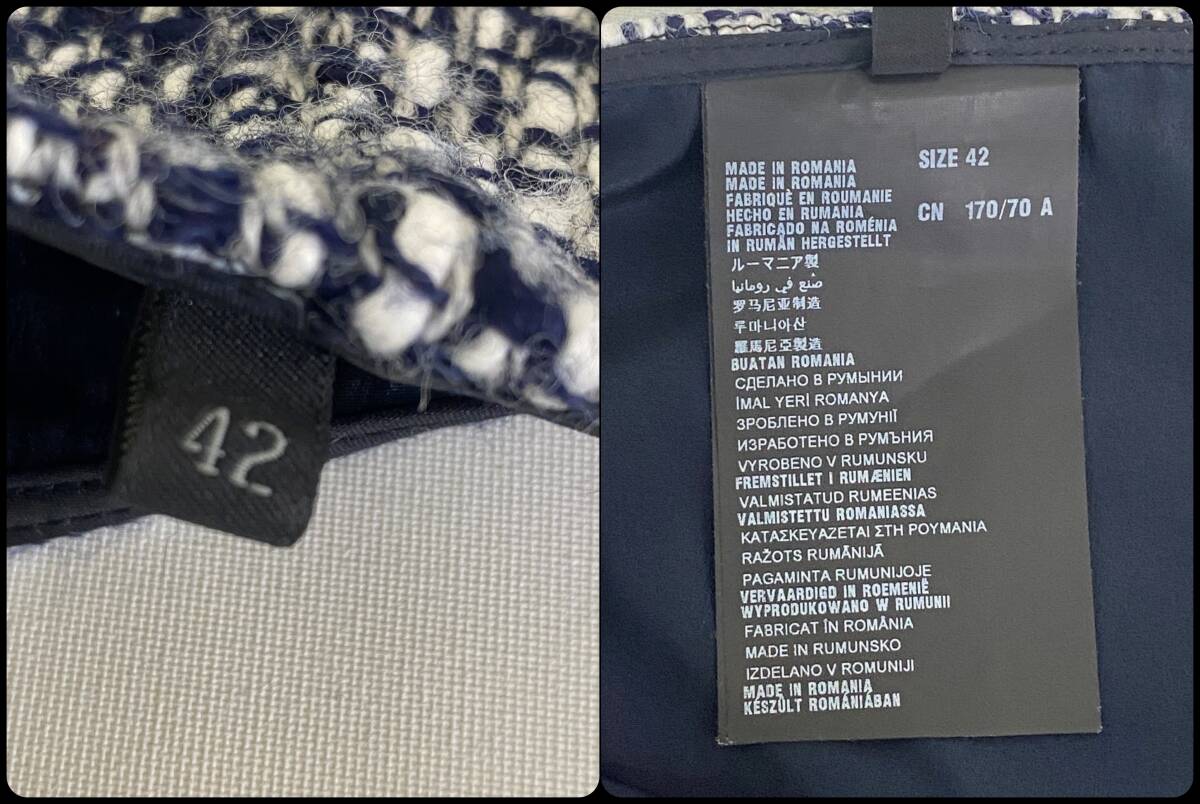 42
MADE IN ROMANIA
MADE IN ROMANIA
FABRIQUÈ EN ROUMANIE
HECHO EN RUMANIA
FABRICADO NA ROMÉNIA
IN RUMÄN HERGESTELLT
ルーマニア製
صنع في رومانيا
罗马尼亚制造
루마니아산
羅馬尼亞製造
BUATAN ROMANIA
СДЕЛАНО В РУМЫНИИ
İMAL YERİ ROMANYA
ЗРОБЛЕНО В РУМУНІЇ
ИЗРАБОТЕНО В РУМЪНИЯ
VYROBENO V RUMUNSKU
FREMSTILLET I RUMÆNIEN
VALMISTATUD RUMEENIAS
VALMISTETTU ROMANIASSA
ΚΑΤΑΣΚΕΥΑΖΕΤΑΙ ΣΤΗ ΡΟΥΜΑΝΙΑ
RAŽOTS RUMĀNIJĀ
PAGAMINTA RUMUNIJOJE
VERVAARDIGD IN ROEMENIË
WYPRODUKOWANO W RUMUNII
FABRICAT ÎN ROMÂNIA
MADE IN RUMUNSKO
IZDELANO V ROMUNIJI
MADE IN ROMANIA
KÉSZÜLT ROMÁNIÁBAN
SIZE 42
CN 170/70 A